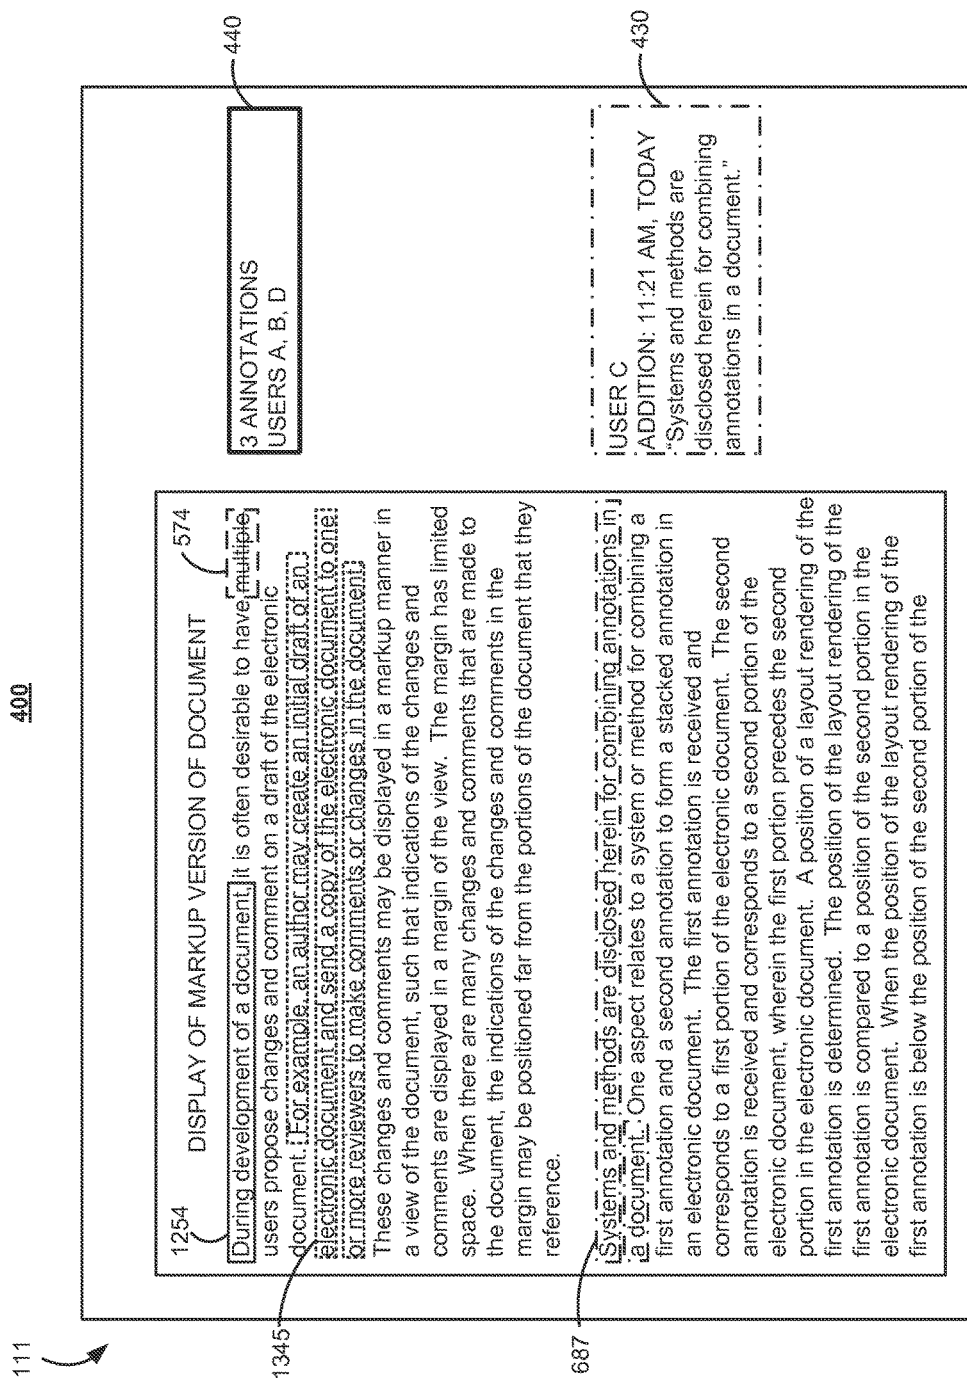 400
111
440
3 ANNOTATIONS
USERS A, B, D
430
USER C
ADDITION: 11:21 AM, TODAY
“Systems and methods are
disclosed herein for combining
annotations in a document.”
1254
DISPLAY OF MARKUP VERSION OF DOCUMENT
574
During development of a document, it is often desirable to have multiple
users propose changes and comment on a draft of the electronic
document. For example, an author may create an initial draft of an
electronic document and send a copy of the electronic document to one
or more reviewers to make comments or changes in the document.
These changes and comments may be displayed in a markup manner in
a view of the document, such that indications of the changes and
comments are displayed in a margin of the view. The margin has limited
space. When there are many changes and comments that are made to
the document, the indications of the changes and comments in the
margin may be positioned far from the portions of the document that they
reference.
1345
687
Systems and methods are disclosed herein for combining annotations in
a document. One aspect relates to a system or method for combining a
first annotation and a second annotation to form a stacked annotation in
an electronic document. The first annotation is received and
corresponds to a first portion of the electronic document. The second
annotation is received and corresponds to a second portion of the
electronic document, wherein the first portion precedes the second
portion in the electronic document. A position of a layout rendering of the
first annotation is determined. The position of the layout rendering of the
first annotation is compared to a position of the second portion in the
electronic document. When the position of the layout rendering of the
first annotation is below the position of the second portion of the